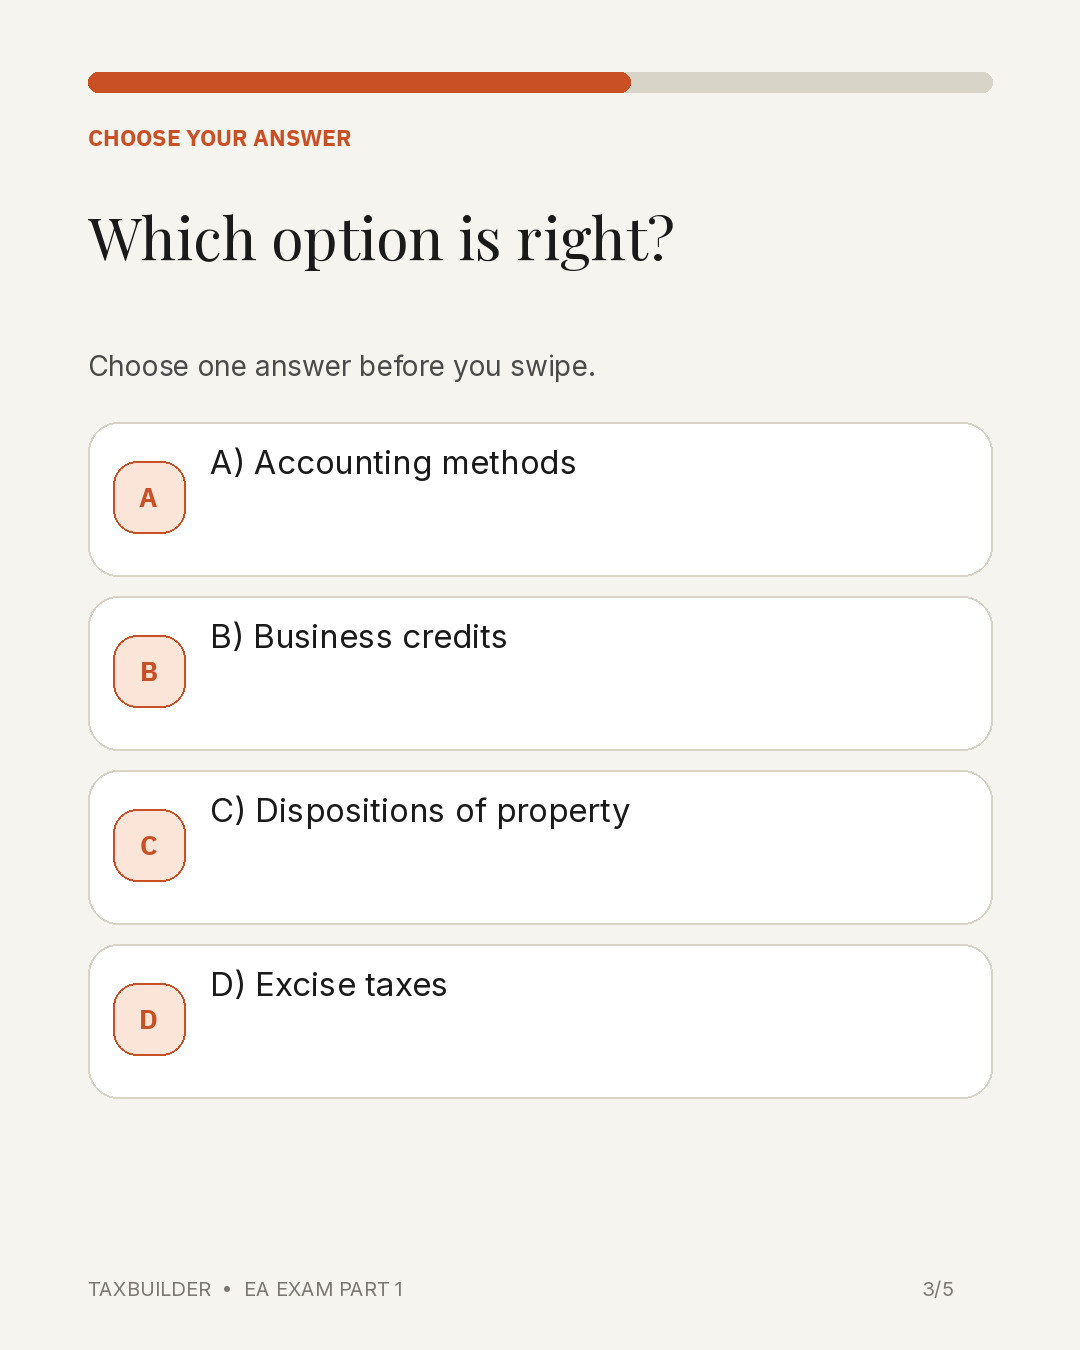 CHOOSE YOUR ANSWER
Which option is right?
Choose one answer before you swipe.
A
A) Accounting methods
B
B) Business credits
C
C) Dispositions of property
D
D) Excise taxes
TAXBUILDER • EA EXAM PART 1
3/5